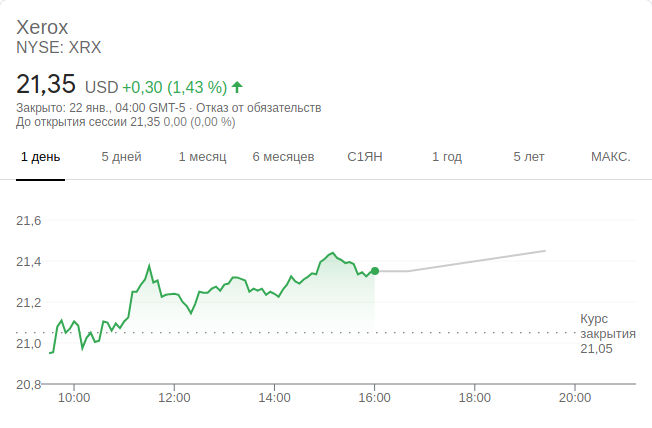 Xerox
NYSE: XRX
21,35 USD +0,30 (1,43 %)
Закрыто: 22 янв., 04:00 GMT-5 · Отказ от обязательств
До открытия сессии 21,35 0,00 (0,00 %)
1 день 5 дней 1 месяц 6 месяцев С1ЯН 1 год 5 лет МАКС.
21,6
21,4
21,2
21,0
20,8
Курс
закрытия
21,05
10:00 12:00 14:00 16:00 18:00 20:00